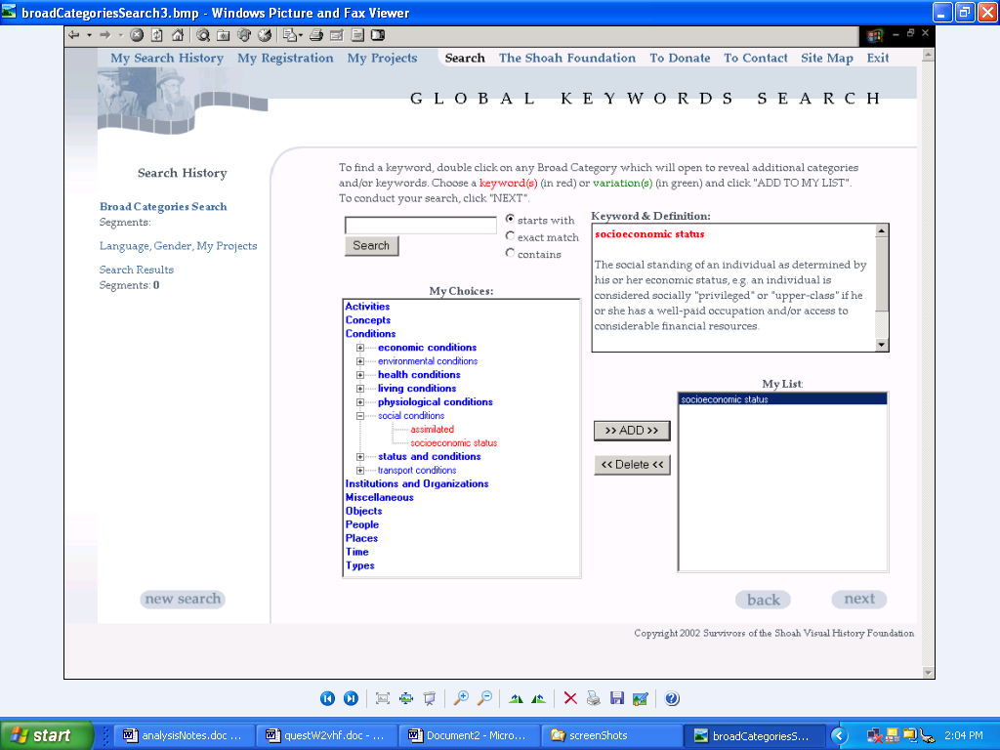 broadCategoriesSearch3.bmp - Windows Picture and Fax Viewer
My Search History My Registration My Projects Search The Shoah Foundation To Donate To Contact Site Map Exit
GLOBAL KEYWORDS SEARCH
Search History
Broad Categories Search
Segments:
Language, Gender, My Projects
Search Results
Segments: 0
new search
To find a keyword, double click on any Broad Category which will open to reveal additional categories
and/or keywords. Choose a keyword(s) (in red) or variation(s) (in green) and click "ADD TO MY LIST".
To conduct your search, click "NEXT".
starts with
exact match
contains
Search
Keyword & Definition:
socioeconomic status
The social standing of an individual as determined by
his or her economic status, e.g. an individual is
considered socially "privileged" or "upper-class" if he
or she has a well-paid occupation and/or access to
considerable financial resources.
My Choices:
Activities
Concepts
Conditions
economic conditions
environmental conditions
health conditions
living conditions
physiological conditions
social conditions
assimilated
socioeconomic status
status and conditions
transport conditions
Institutions and Organizations
Miscellaneous
Objects
People
Places
Time
Types
>> ADD >>
<< Delete <<
My List:
socioeconomic status
back next
Copyright 2002 Survivors of the Shoah Visual History Foundation
start analysisNotes.doc ... questW2vhf.doc - ... Document2 - Micro... screenShots broadCategoriesS... 2:04 PM